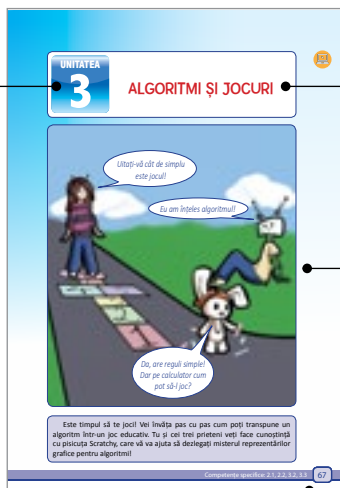 UNITATEA
3
ALGORITMI ȘI JOCURI
Uitați-vă cât de simplu
este jocul!
Eu am înțeles algoritmul!
Da, are reguli simple!
Dar pe calculator cum
pot să-l joc?
Este timpul să te joci! Vei învăța pas cu pas cum poți transpune un
algoritm într-un joc educativ. Tu și cei trei prieteni veți face cunoștință
cu pisicuța Scratchy, care vă va ajuta să dezlegați misterul reprezentărilor
grafice pentru algoritmi!
Competențe specifice: 2.1, 2.2, 3.2, 3.3
67